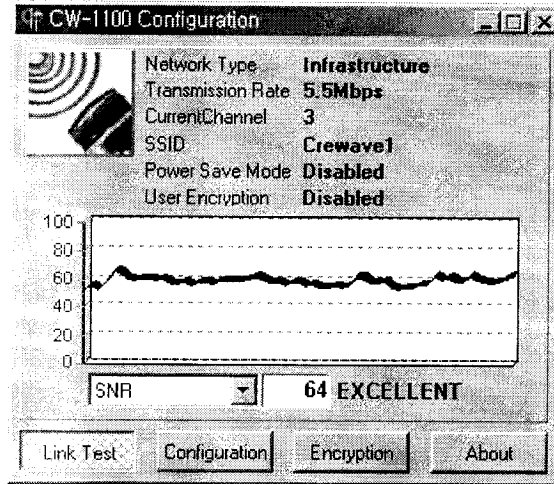 CW-1100 Configuration
Network Type Infrastructure
Transmission Rate 5.5Mbps
CurrentChannel 3
SSID Crewave1
Power Save Mode Disabled
User Encryption Disabled
100
80
60
40
20
0
SNR 64 EXCELLENT
Link Test Configuration Encryption About